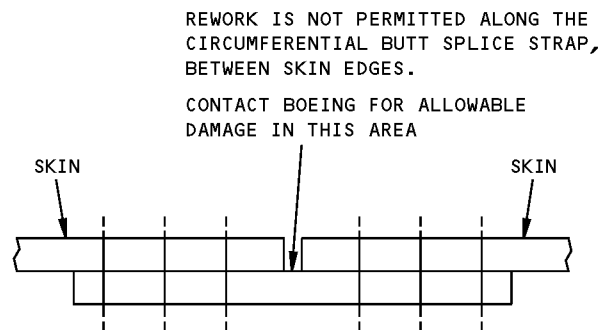 REWORK IS NOT PERMITTED ALONG THE
CIRCUMFERENTIAL BUTT SPLICE STRAP,
BETWEEN SKIN EDGES.
CONTACT BOEING FOR ALLOWABLE
DAMAGE IN THIS AREA
SKIN
SKIN